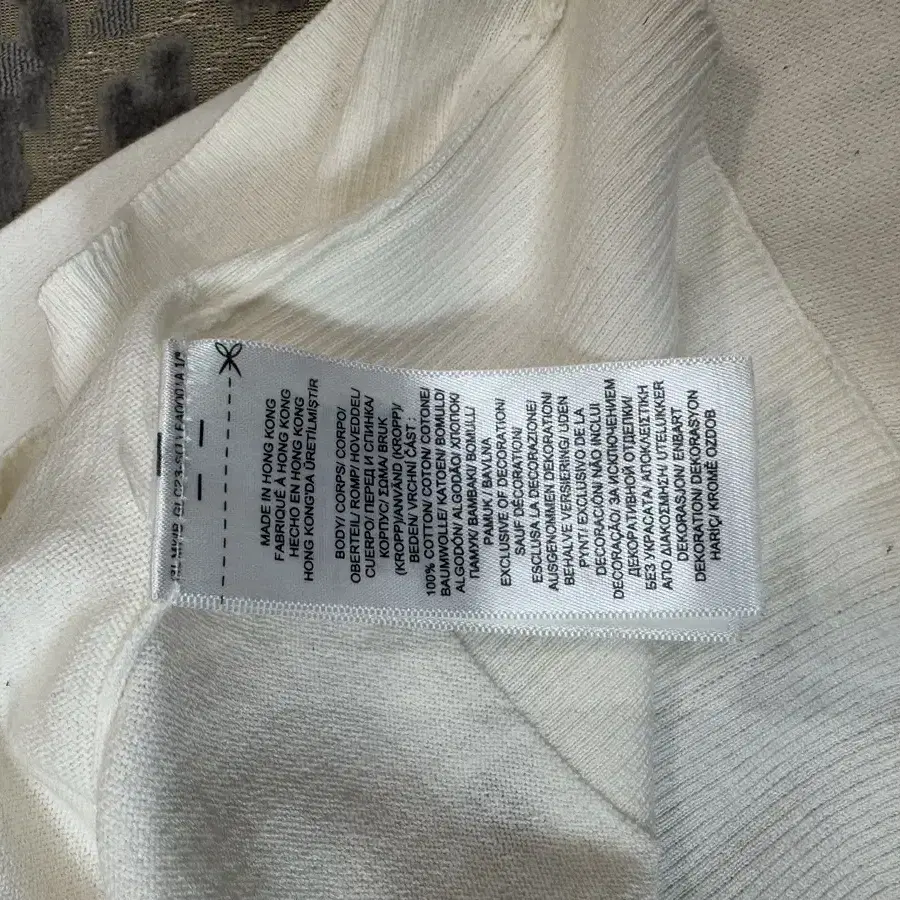 MADE IN HONG KONG
FABRIQUÉ À HONG KONG
HECHO EN HONG KONG
HONG KONG'DA ÜRETİLMİŞTİR
BODY/ CORPS/ CORPO/
OBERTEIL/ ROMP/ HOVEDDEL/
CUERPO/ ПЕРЕД И СПИНКА/
КОРПУС/ ΣΩΜΑ/ BRUK
(KROPP)/ANVÄND (KROPP)/
BEDEN/ VRCHNÍ ČÁST :
100% COTTON/ COTON/ COTONE/
BAUMWOLLE/ KATOEN/ BOMULD/
ALGODÓN/ ALGODÃO/ ХЛОПОК/
ПАМУК/ ΒΑΜΒΑΚΙ/ BOMULL/
PAMUK / BAVLNA
EXCLUSIVE OF DECORATION/
SAUF DÉCORATION/
ESCLUSA LA DECORAZIONE/
AUSGENOMMEN DEKORATION/
BEHALVE VERSIERING/ UDEN
PYNT/ EXCLUSIVO DE LA
DECORACIÓN/ NÃO INCLUI
DECORAÇÃO/ ЗА ИСКЛЮЧЕНИЕМ
ДЕКОРАТИВНОЙ ОТДЕЛКИ/
БЕЗ УКРАСАТА/ ΑΠΟΚΛΕΙΣΤΙΚΗ
ΑΠΟ ΔΙΑΚΟΣΜΗΣΗ/ UTELUKKER
DEKORASJON/ ENBART
DEKORATION/ DEKORASYON
HARİÇ/ KROMĚ OZDOB